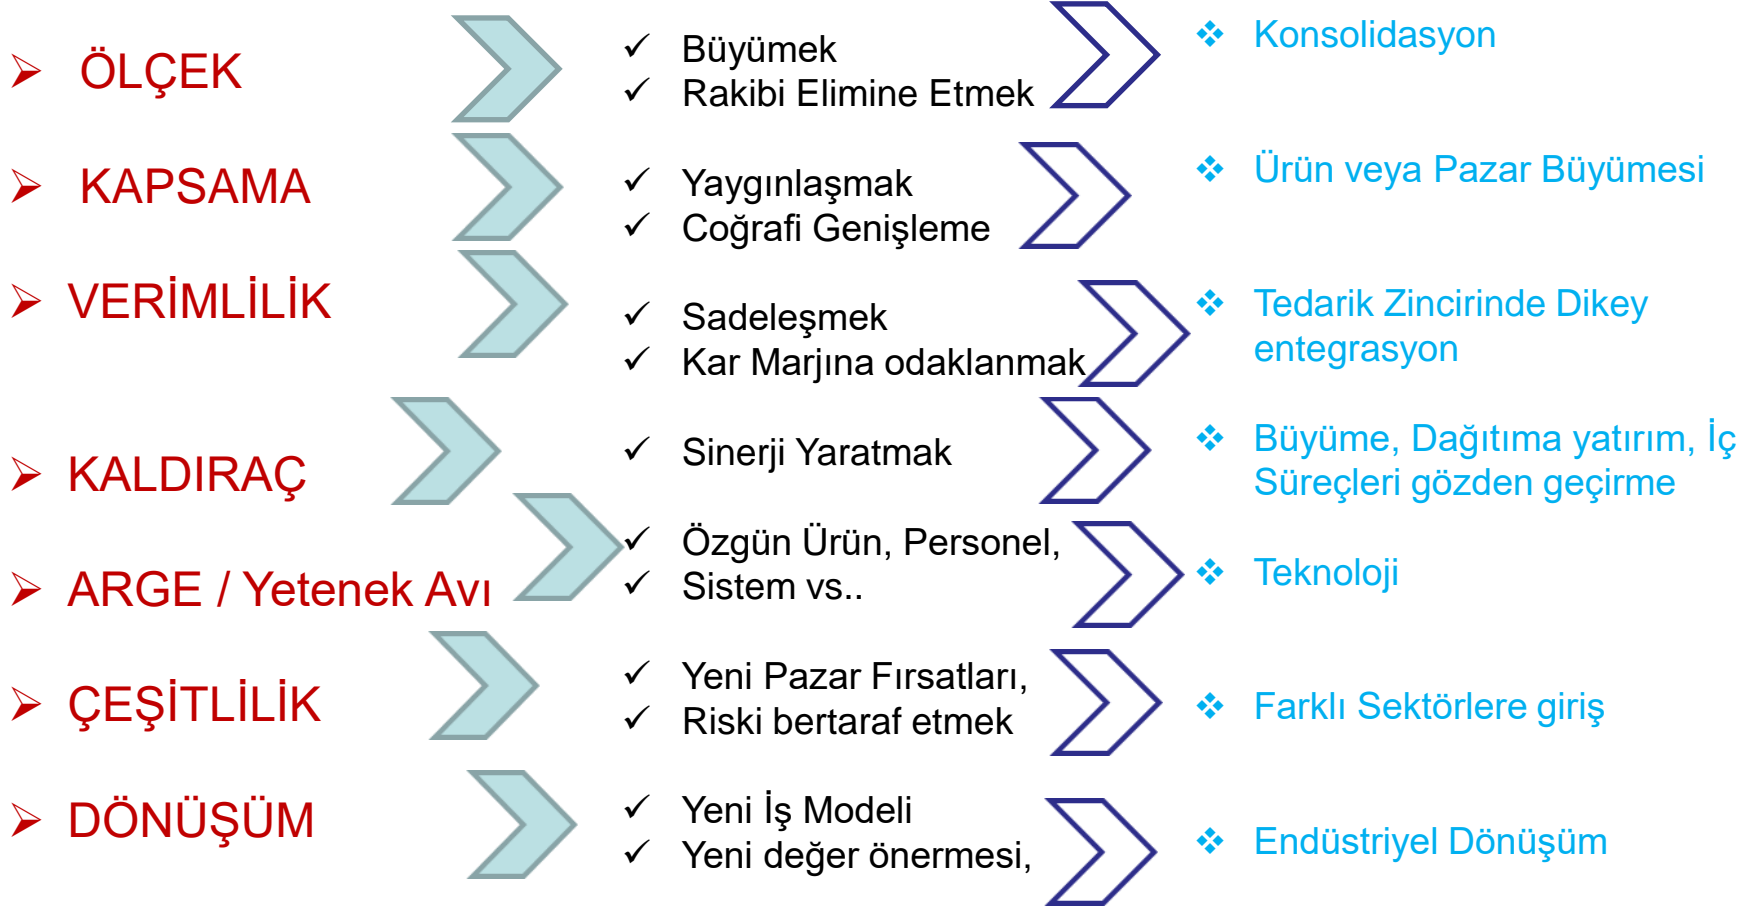 ÖLÇEK
Büyümek
Rakibi Elimine Etmek
Konsolidasyon
KAPSAMA
Yaygınlaşmak
Coğrafi Genişleme
Ürün veya Pazar Büyümesi
VERİMLİLİK
Sadeleşmek
Kar Marjına odaklanmak
Tedarik Zincirinde Dikey
entegrasyon
KALDIRAÇ
Sinerji Yaratmak
Büyüme, Dağıtıma yatırım, İç
Süreçleri gözden geçirme
ARGE / Yetenek Avı
Özgün Ürün, Personel,
Sistem vs..
Teknoloji
ÇEŞİTLİLİK
Yeni Pazar Fırsatları,
Riski bertaraf etmek
Farklı Sektörlere giriş
DÖNÜŞÜM
Yeni İş Modeli
Yeni değer önermesi,
Endüstriyel Dönüşüm